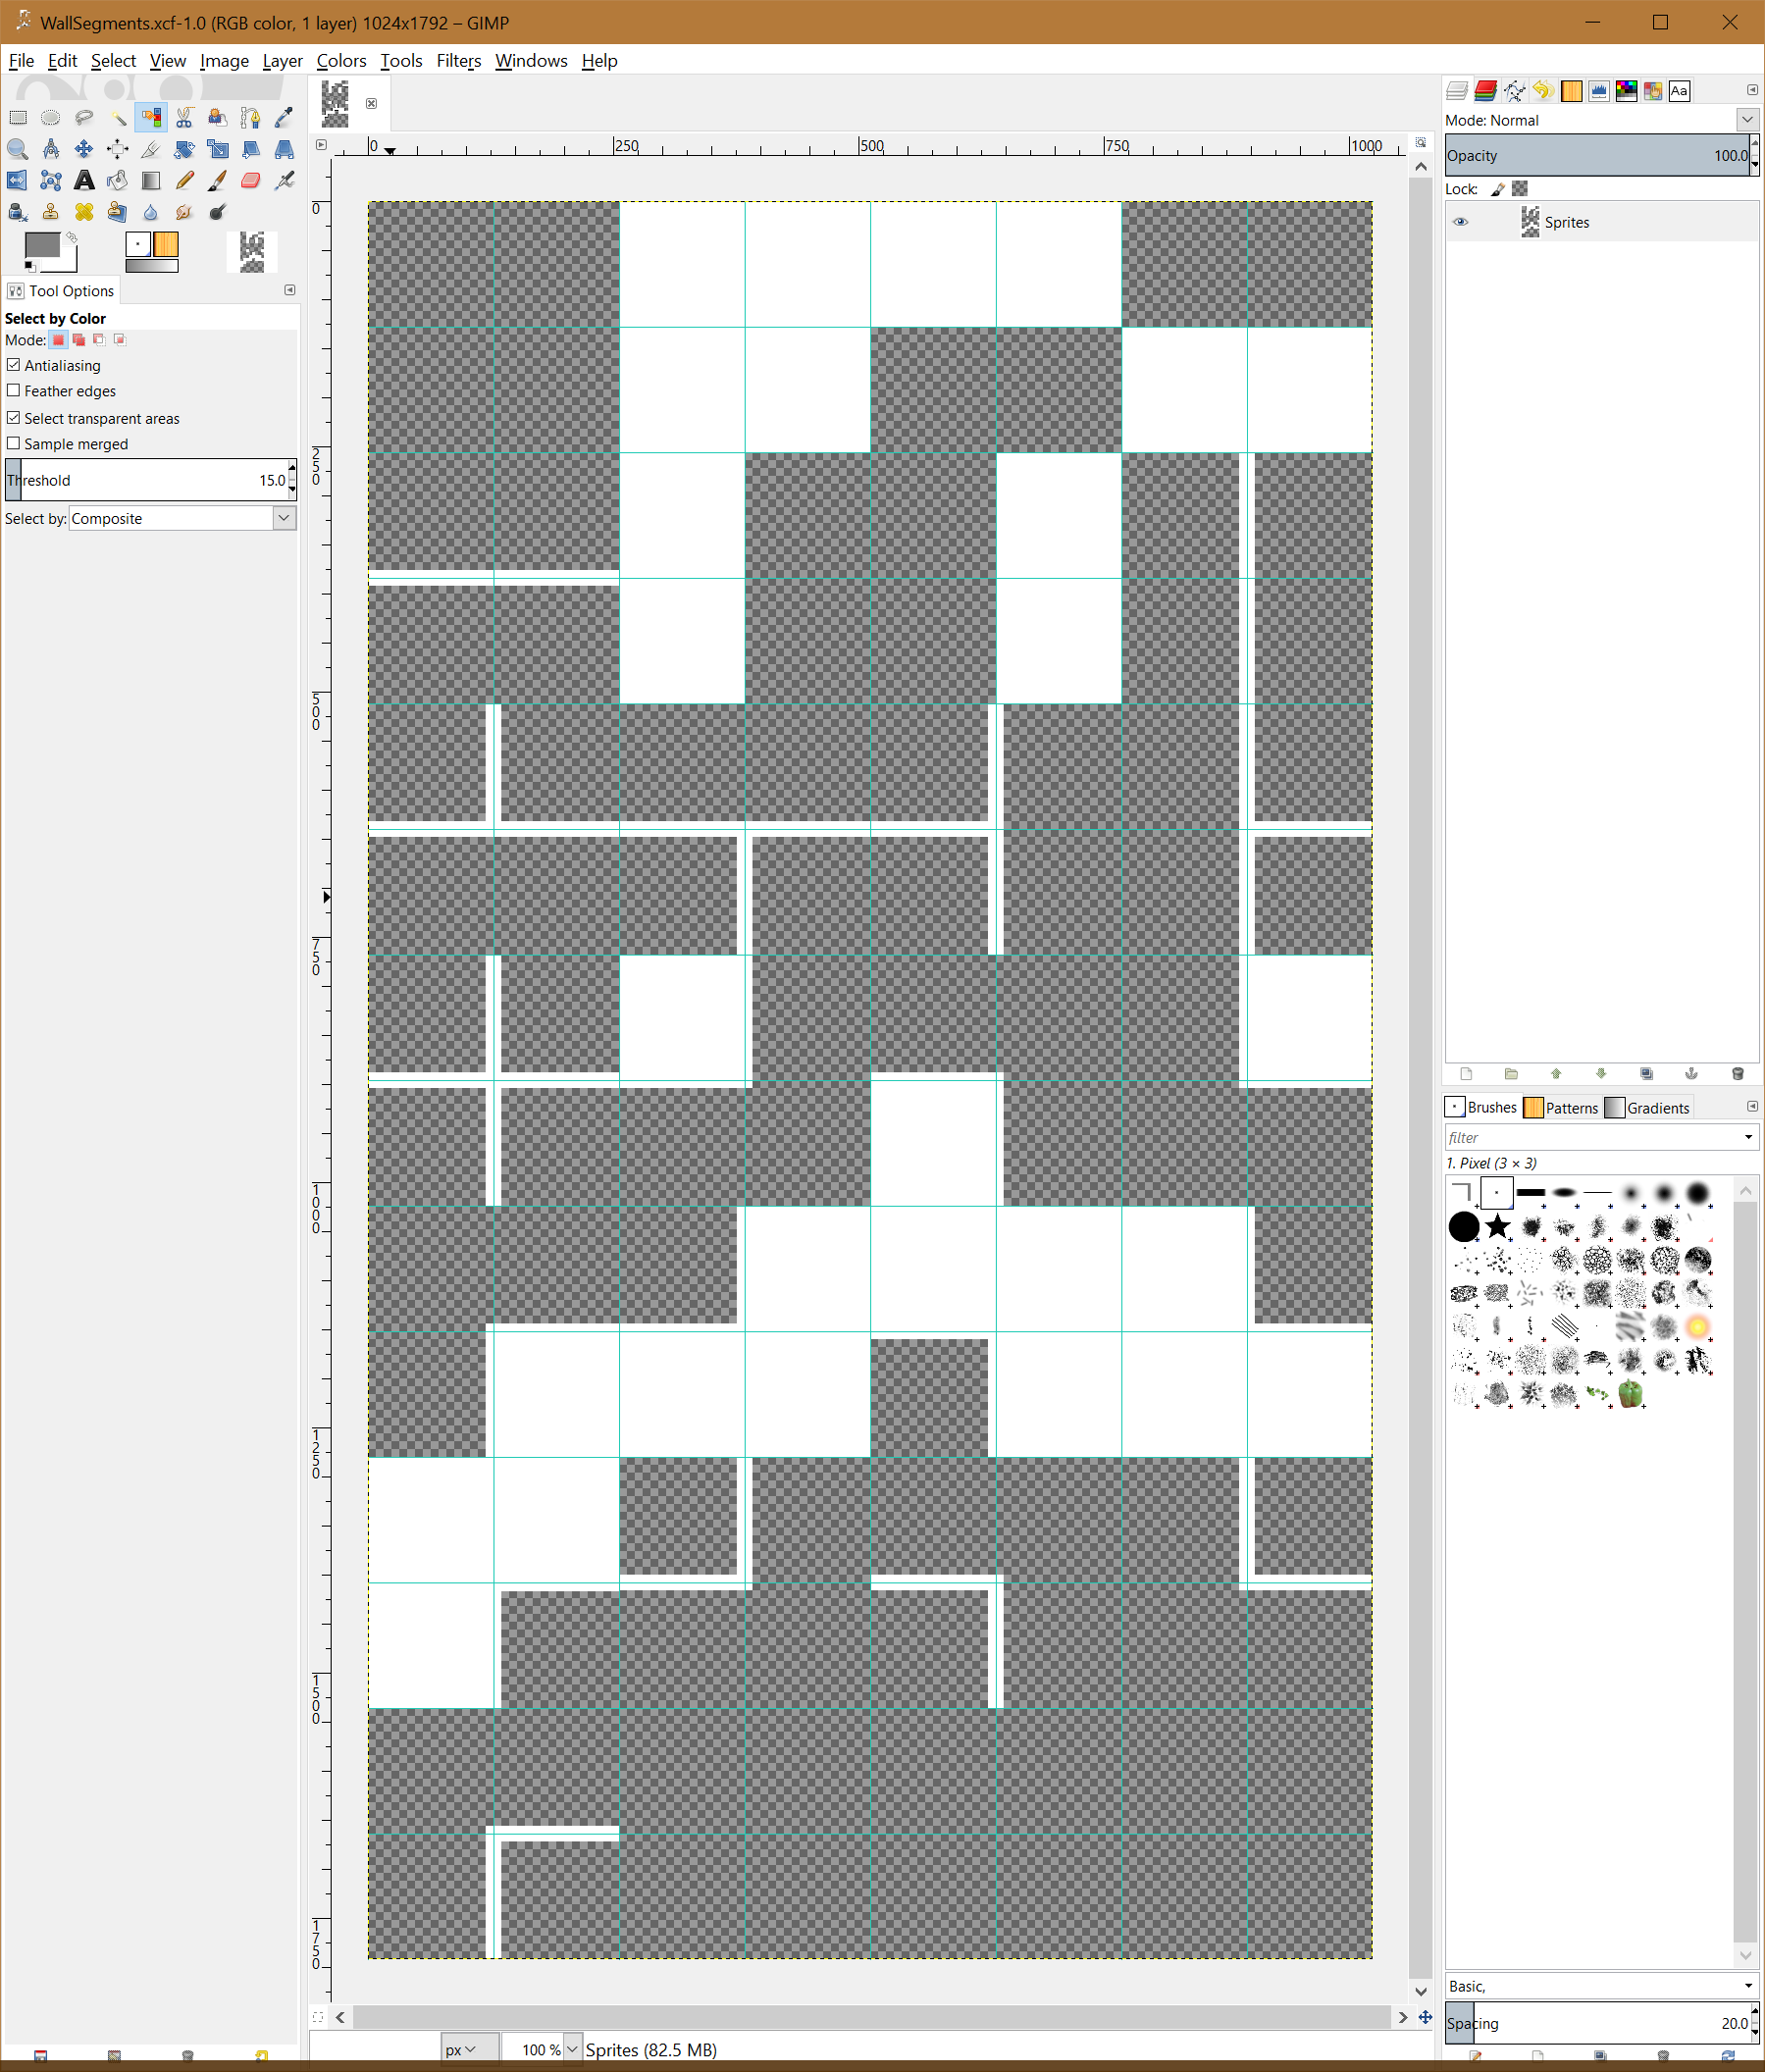 WallSegments.xcf-1.0 (RGB color, 1 layer) 1024x1792 – GIMP
File Edit Select View Image Layer Colors Tools Filters Windows Help
Tool Options
Select by Color
Mode:
Antialiasing
Feather edges
Select transparent areas
Sample merged
Threshold 15.0
Select by: Composite
0 250 500 750 1000
0
250
500
750
1000
1250
1500
1750
px 100 % Sprites (82.5 MB)
Aa
Mode: Normal
Opacity 100.0
Lock:
Sprites
Brushes Patterns Gradients
filter
1. Pixel (3 × 3)
Basic,
Spacing 20.0